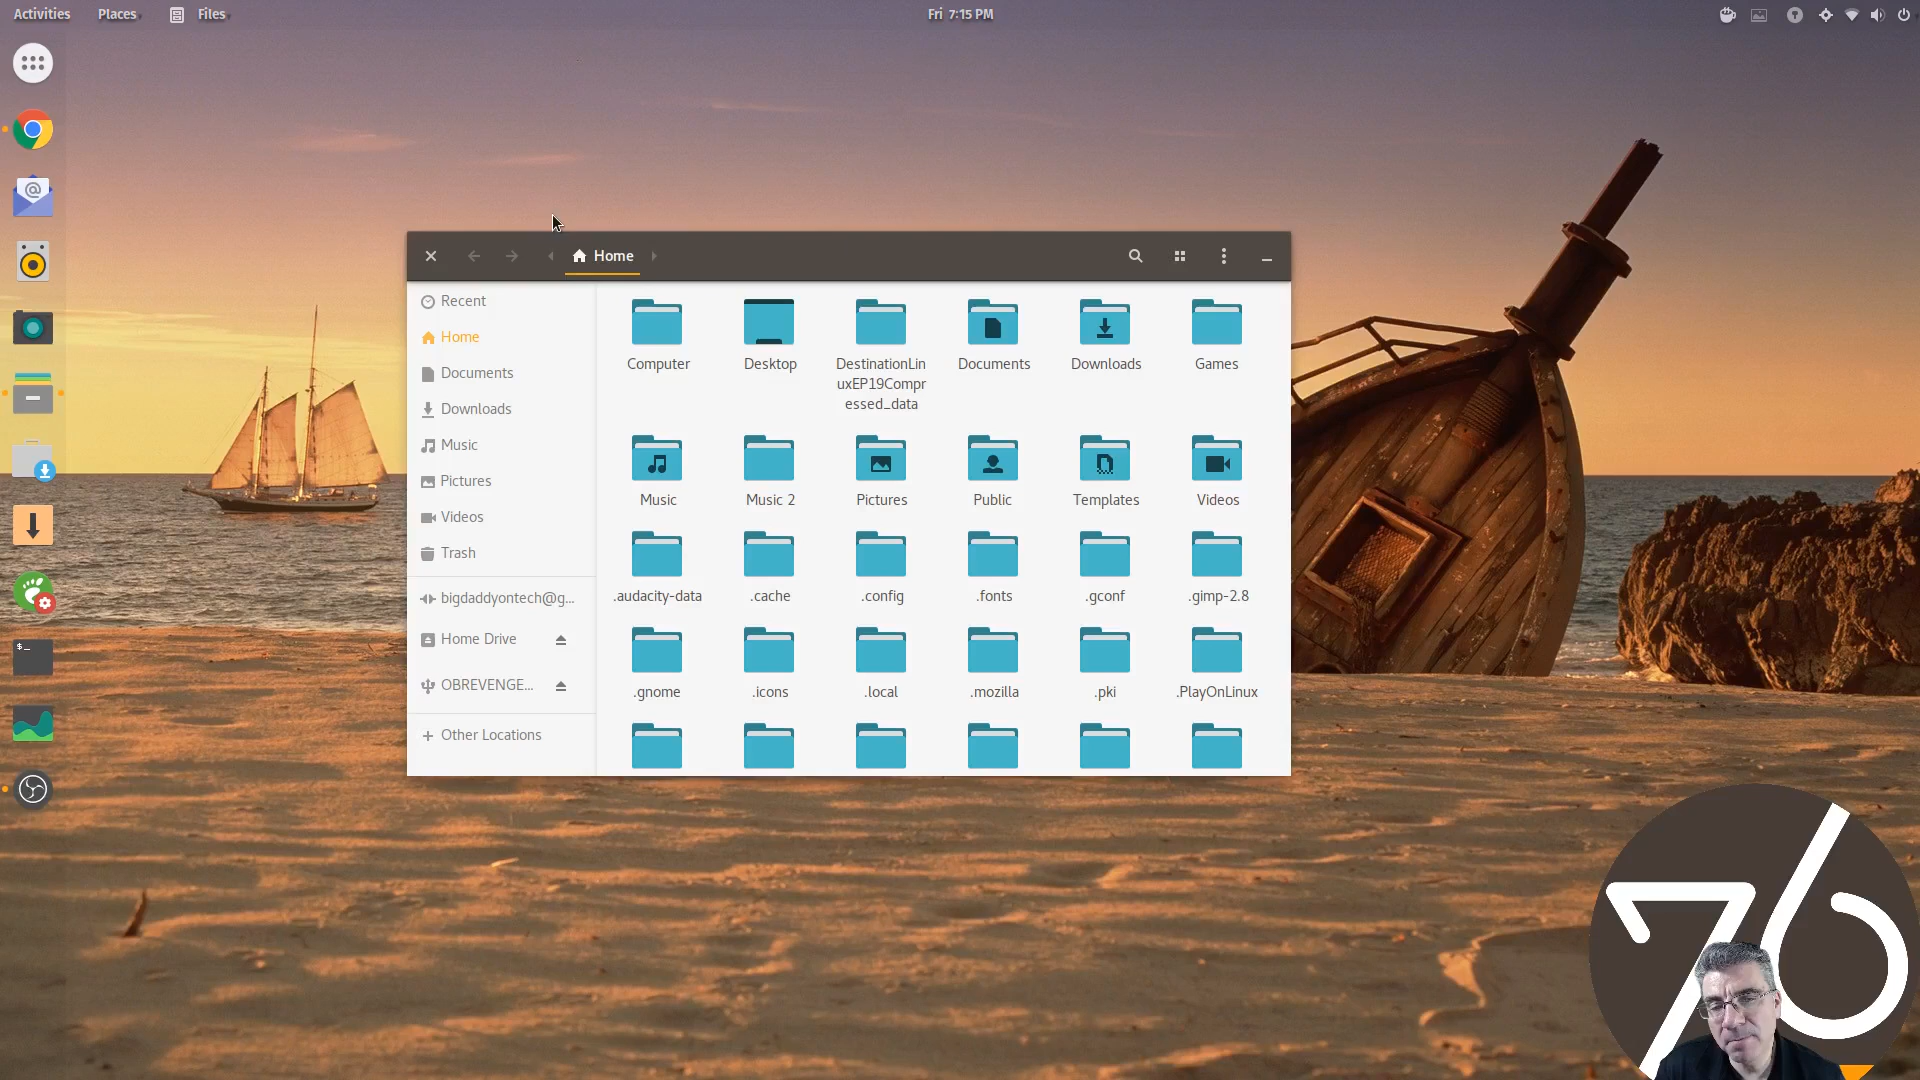 Activities Places Files Fri 7:15 PM
Home
Recent
Home
Documents
Downloads
Music
Pictures
Videos
Trash
bigdaddyontech@g...
Home Drive
OBREVENGE...
Other Locations
Computer Desktop DestinationLin Documents Downloads Games
uxEP19Compr
essed_data
Music Music 2 Pictures Public Templates Videos
.audacity-data .cache .config .fonts .gconf .gimp-2.8
.gnome .icons .local .mozilla .pki .PlayOnLinux
$_
76